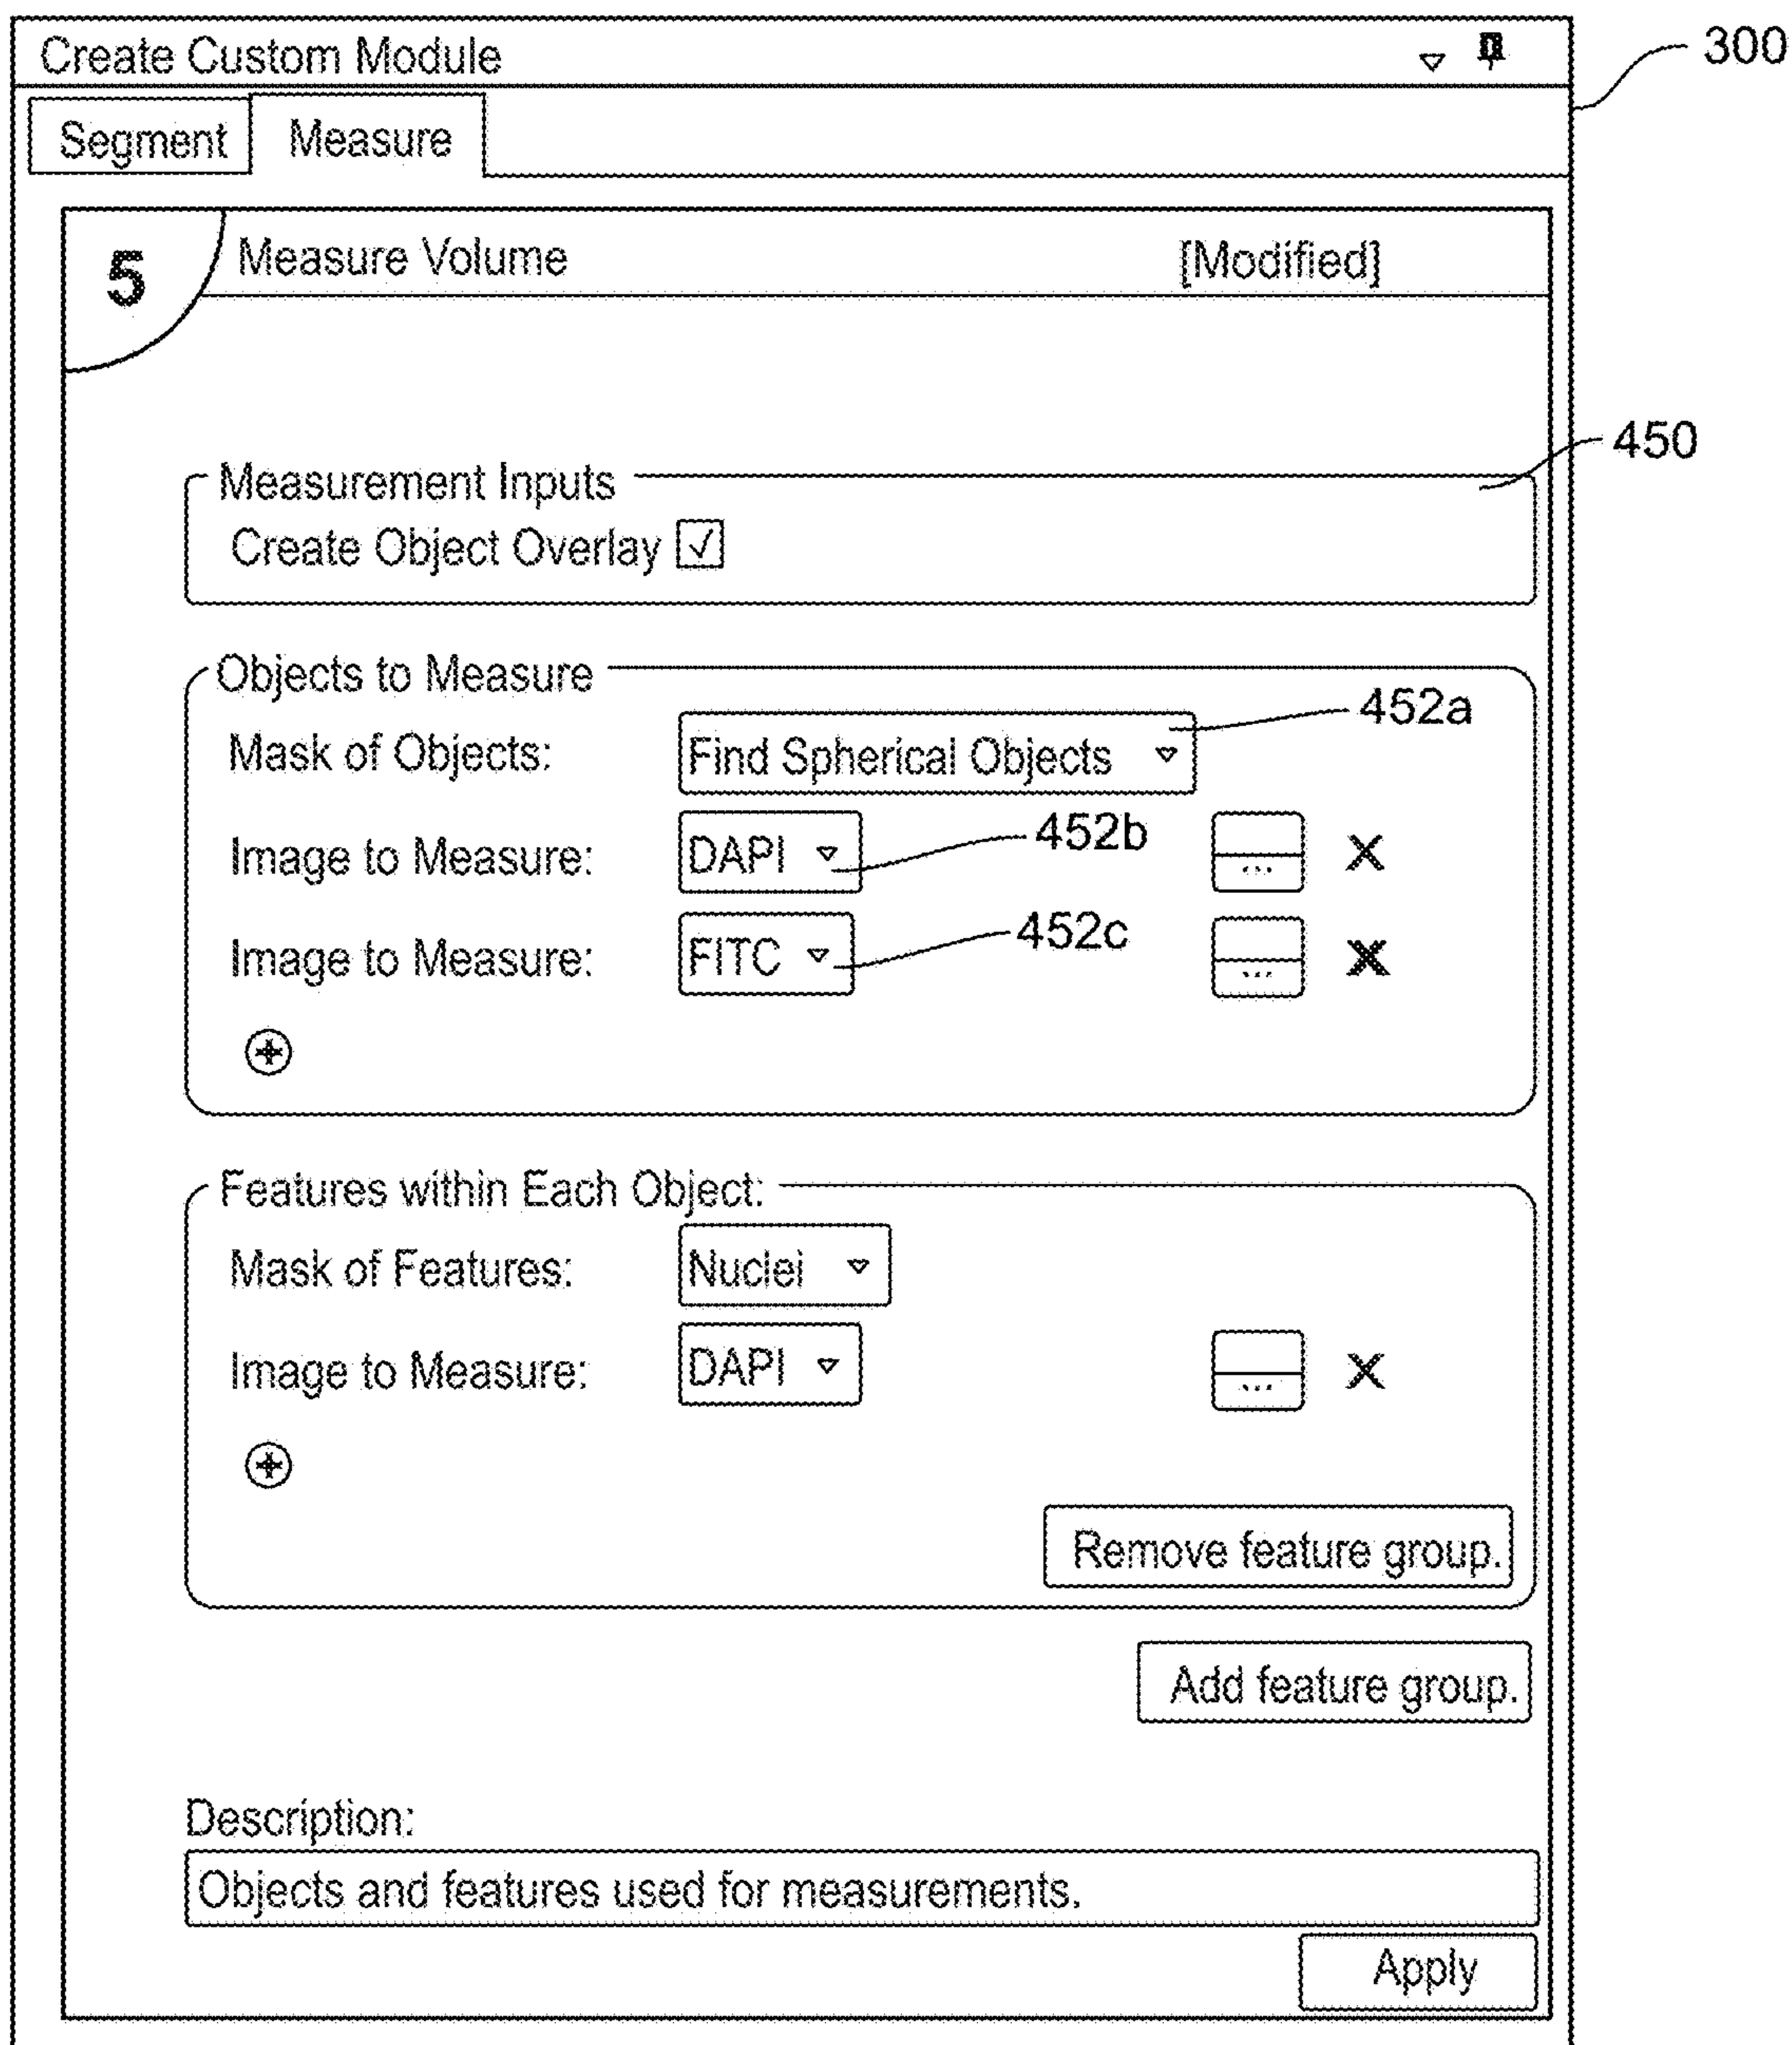 Create Custom Module
300
Segment Measure
5 Measure Volume [Modified]
450
Measurement Inputs
Create Object Overlay ✓
Objects to Measure
452a
Mask of Objects: Find Spherical Objects
452b
Image to Measure: DAPI ... X
452c
Image to Measure: FITC ... X
+
Features within Each Object:
Mask of Features: Nuclei
Image to Measure: DAPI ... X
+
Remove feature group.
Add feature group.
Description:
Objects and features used for measurements.
Apply